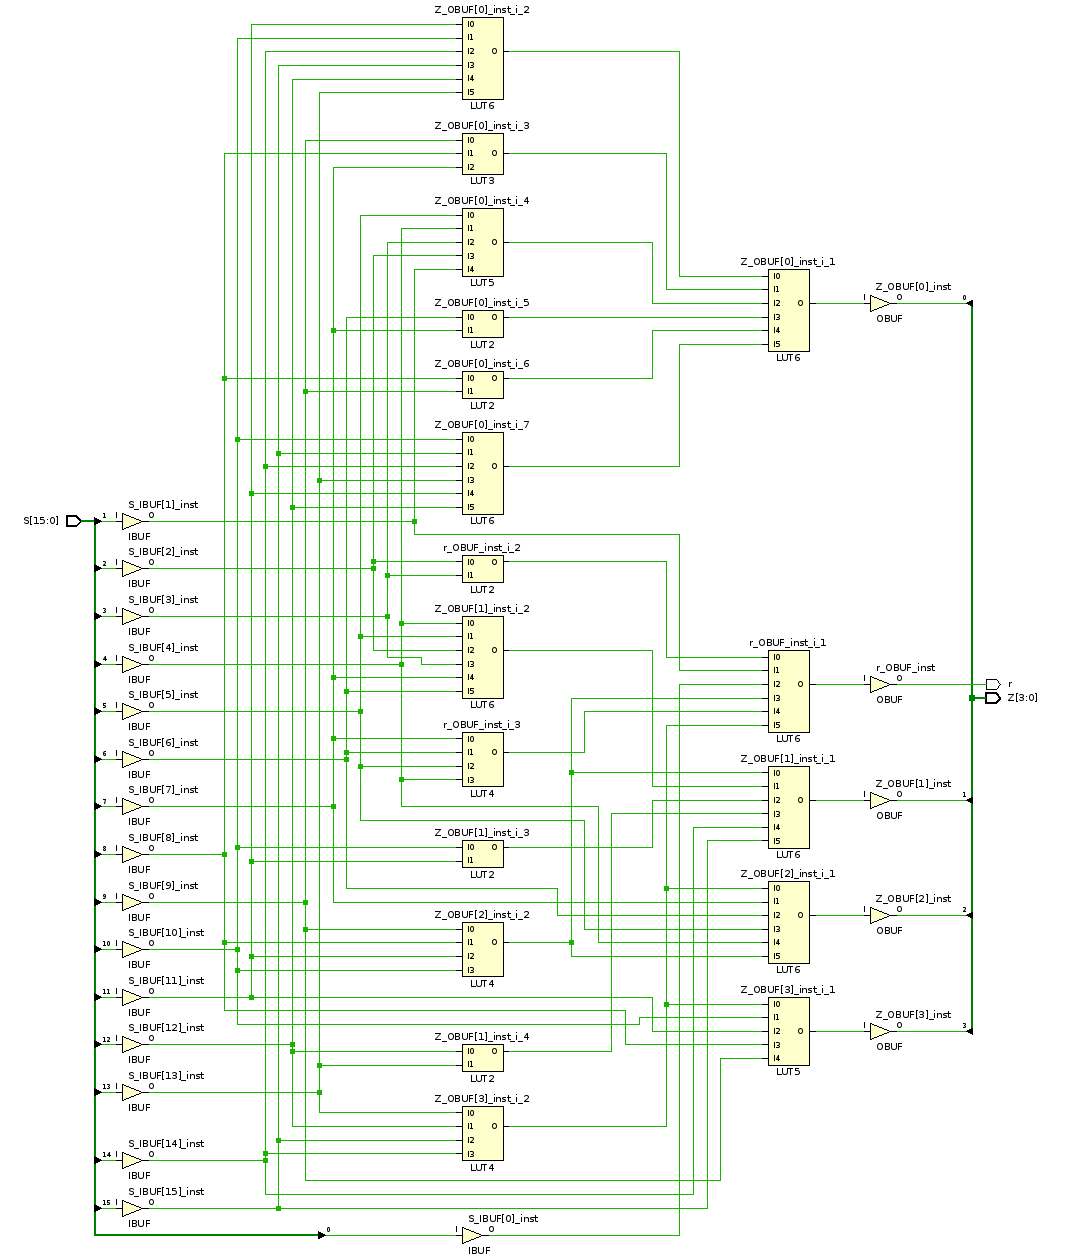 Z_OBUF[0]_inst_i_2
I0
I1
I2 O
I3
I4
I5
LUT6
Z_OBUF[0]_inst_i_3
I0
I1 O
I2
LUT3
Z_OBUF[0]_inst_i_4
I0
I1
I2 O
I3
I4
LUT5
Z_OBUF[0]_inst_i_5
I0 O
I1
LUT2
Z_OBUF[0]_inst_i_6
I0 O
I1
LUT2
Z_OBUF[0]_inst_i_7
I0
I1
I2 O
I3
I4
I5
LUT6
S[15:0]
1 I S_IBUF[1]_inst O
IBUF
2 I S_IBUF[2]_inst O
IBUF
3 I S_IBUF[3]_inst O
IBUF
4 I S_IBUF[4]_inst O
IBUF
5 I S_IBUF[5]_inst O
IBUF
6 I S_IBUF[6]_inst O
IBUF
7 I S_IBUF[7]_inst O
IBUF
8 I S_IBUF[8]_inst O
IBUF
9 I S_IBUF[9]_inst O
IBUF
10 I S_IBUF[10]_inst O
IBUF
11 I S_IBUF[11]_inst O
IBUF
12 I S_IBUF[12]_inst O
IBUF
13 I S_IBUF[13]_inst O
IBUF
14 I S_IBUF[14]_inst O
IBUF
15 I S_IBUF[15]_inst O
IBUF
0 I S_IBUF[0]_inst O
IBUF
r_OBUF_inst_i_2
I0 O
I1
LUT2
Z_OBUF[1]_inst_i_2
I0
I1
I2 O
I3
I4
I5
LUT6
r_OBUF_inst_i_3
I0
I1 O
I2
I3
LUT4
Z_OBUF[1]_inst_i_3
I0 O
I1
LUT2
Z_OBUF[2]_inst_i_2
I0
I1 O
I2
I3
LUT4
Z_OBUF[1]_inst_i_4
I0 O
I1
LUT2
Z_OBUF[3]_inst_i_2
I0
I1 O
I2
I3
LUT4
Z_OBUF[0]_inst_i_1
I0
I1
I2 O
I3
I4
I5
LUT6
Z_OBUF[0]_inst
I O 0
OBUF
r_OBUF_inst_i_1
I0
I1
I2 O
I3
I4
I5
LUT6
r_OBUF_inst
I O
OBUF
r
Z[3:0]
Z_OBUF[1]_inst_i_1
I0
I1
I2 O
I3
I4
I5
LUT6
Z_OBUF[1]_inst
I O 1
OBUF
Z_OBUF[2]_inst_i_1
I0
I1
I2 O
I3
I4
I5
LUT6
Z_OBUF[2]_inst
I O 2
OBUF
Z_OBUF[3]_inst_i_1
I0
I1
I2 O
I3
I4
LUT5
Z_OBUF[3]_inst
I O 3
OBUF